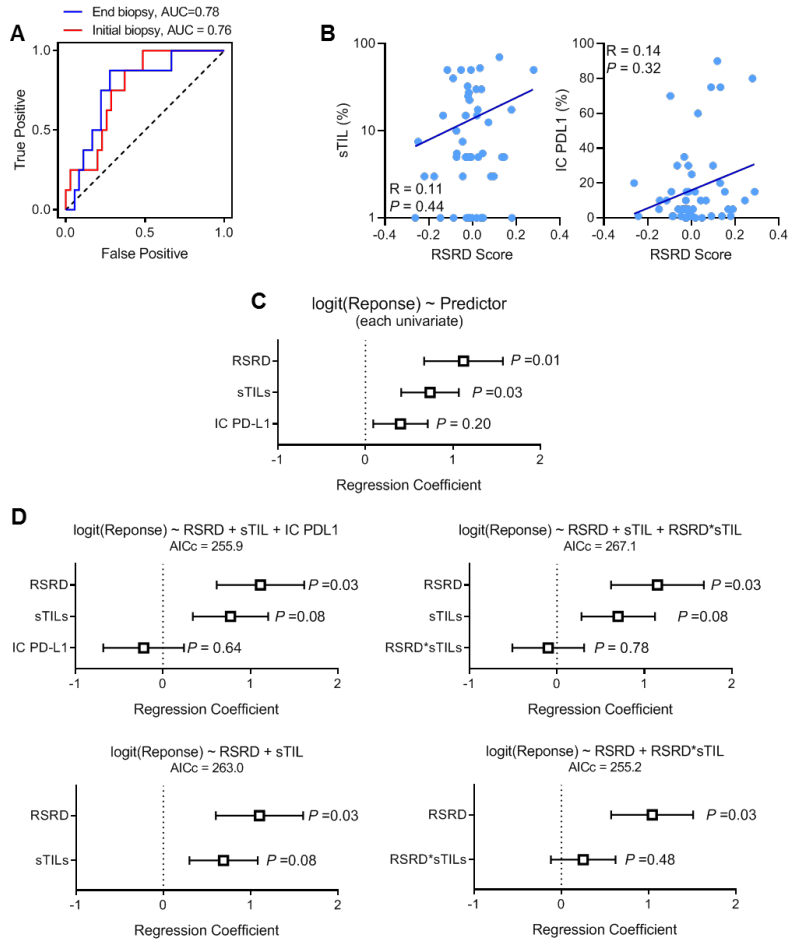 End biopsy, AUC=0.78
Initial biopsy, AUC = 0.76
A
1.0
0.5
0.0
0.0
0.5
1.0
True Positive
False Positive
B
100
10
1
-0.4
-0.2
0.0
0.2
0.4
sTIL (%)
RSRD Score
R = 0.11
P = 0.44
100
80
60
40
20
0
-0.4
-0.2
0.0
0.2
0.4
IC PDL1 (%)
RSRD Score
R = 0.14
P = 0.32
C
logit(Reponse) ~ Predictor
(each univariate)
RSRD
P =0.01
sTILs
P =0.03
IC PD-L1
P = 0.20
-1
0
1
2
Regression Coefficient
D
logit(Reponse) ~ RSRD + sTIL + IC PDL1
AICc = 255.9
RSRD
P =0.03
sTILs
P =0.08
IC PD-L1
P = 0.64
-1
0
1
2
Regression Coefficient
logit(Reponse) ~ RSRD + sTIL + RSRD*sTIL
AICc = 267.1
RSRD
P =0.03
sTILs
P =0.08
RSRD*sTILs
P = 0.78
-1
0
1
2
Regression Coefficient
logit(Reponse) ~ RSRD + sTIL
AICc = 263.0
RSRD
P =0.03
sTILs
P =0.08
-1
0
1
2
Regression Coefficient
logit(Reponse) ~ RSRD + RSRD*sTIL
AICc = 255.2
RSRD
P =0.03
RSRD*sTILs
P =0.48
-1
0
1
2
Regression Coefficient